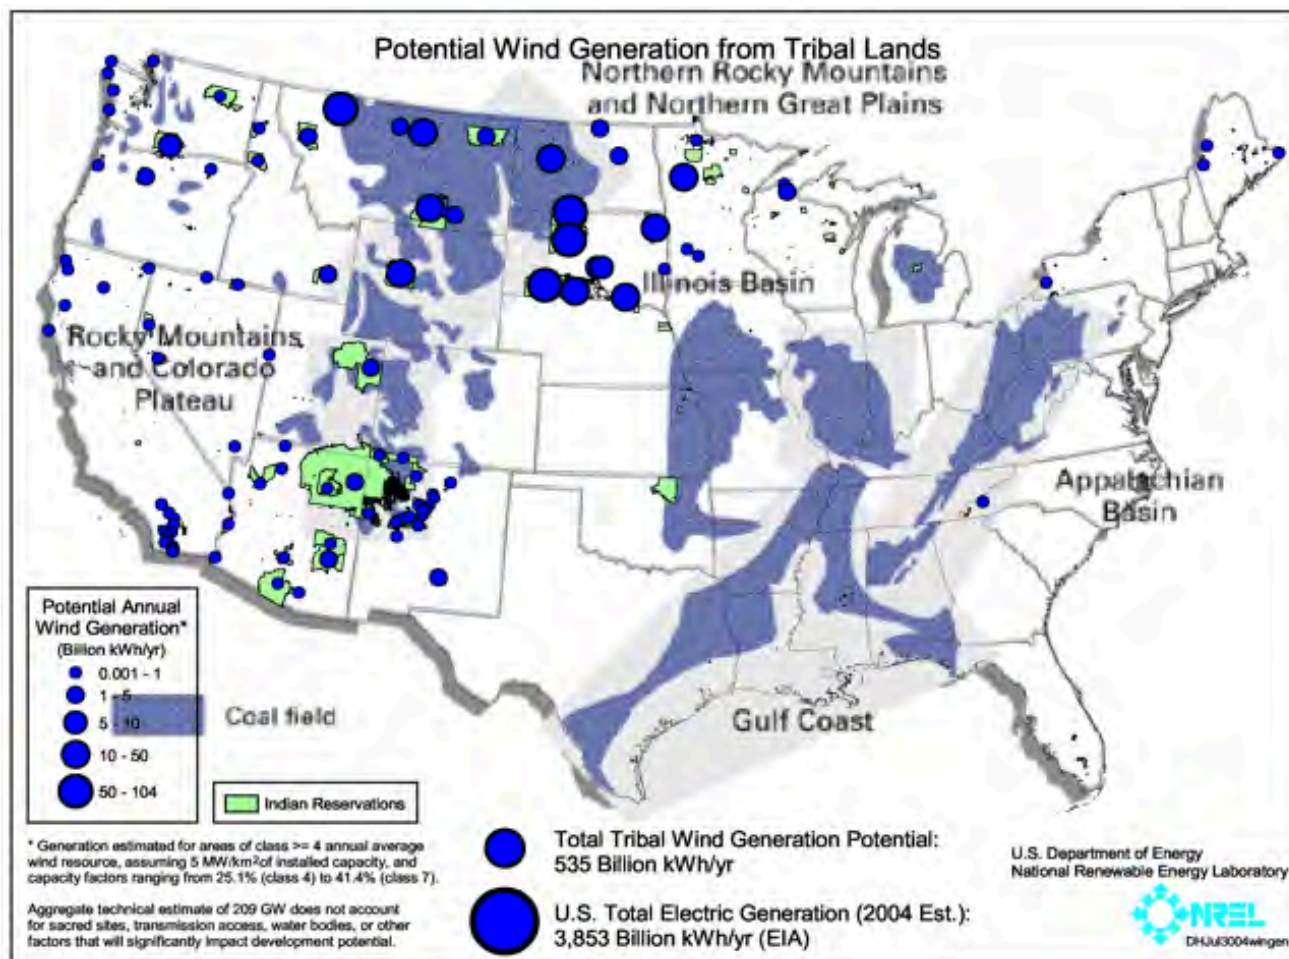 Potential Wind Generation from Tribal Lands
Northern Rocky Mountains
and Northern Great Plains
Illinois Basin
Rocky Mountains
and Colorado
Plateau
Appalachian
Basin
Gulf Coast
Potential Annual
Wind Generation*
(Billion kWh/yr)
0.001 - 1
1 - 5
5 - 10
10 - 50
50 - 104
Coal field
Indian Reservations
* Generation estimated for areas of class >= 4 annual average
wind resource, assuming 5 MW/km2of installed capacity, and
capacity factors ranging from 25.1% (class 4) to 41.4% (class 7).
Aggregate technical estimate of 209 GW does not account
for sacred sites, transmission access, water bodies, or other
factors that will significantly impact development potential.
Total Tribal Wind Generation Potential:
535 Billion kWh/yr
U.S. Total Electric Generation (2004 Est.):
3,853 Billion kWh/yr (EIA)
U.S. Department of Energy
National Renewable Energy Laboratory
NREL
DHJul3004wingen